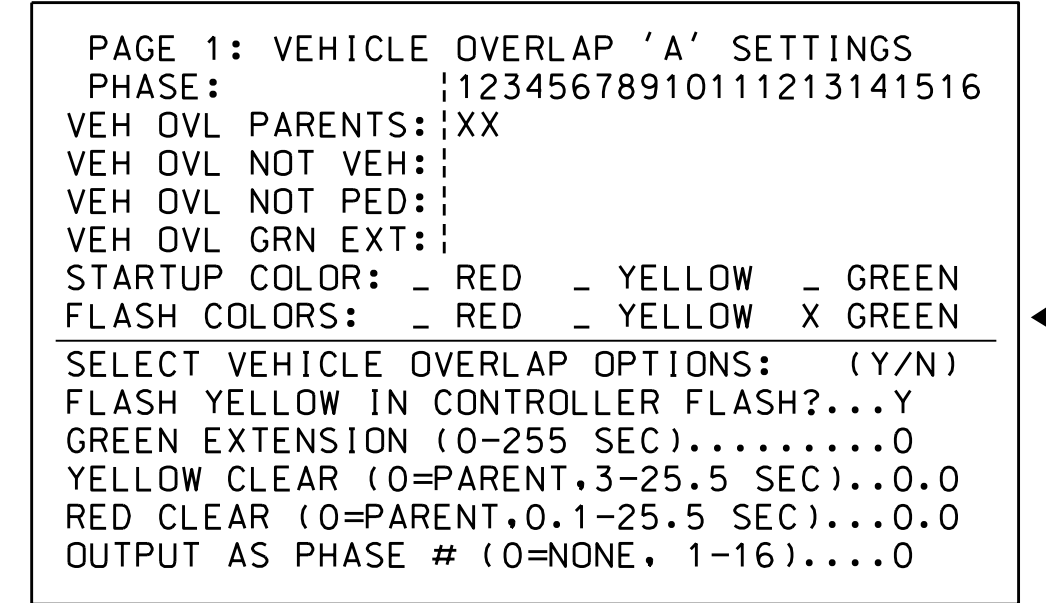 PAGE 1: VEHICLE OVERLAP 'A' SETTINGS
PHASE: ¦12345678910111213141516
VEH OVL PARENTS:¦XX
VEH OVL NOT VEH:¦
VEH OVL NOT PED:¦
VEH OVL GRN EXT:¦
STARTUP COLOR: _ RED _ YELLOW _ GREEN
FLASH COLORS: _ RED _ YELLOW X GREEN
SELECT VEHICLE OVERLAP OPTIONS: (Y/N)
FLASH YELLOW IN CONTROLLER FLASH?...Y
GREEN EXTENSION (0-255 SEC).........0
YELLOW CLEAR (0=PARENT,3-25.5 SEC)..0.0
RED CLEAR (0=PARENT,0.1-25.5 SEC)...0.0
OUTPUT AS PHASE # (0=NONE, 1-16)....0